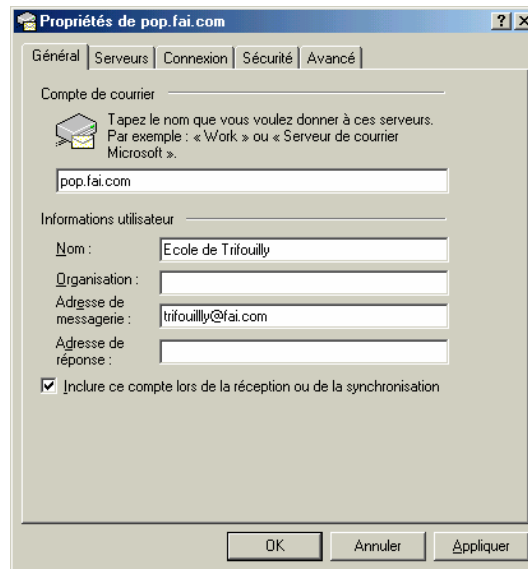 Propriétés de pop.fai.com
Général Serveurs Connexion Sécurité Avancé
Compte de courrier
Tapez le nom que vous voulez donner à ces serveurs.
Par exemple : « Work » ou « Serveur de courrier
Microsoft ».
pop.fai.com
Informations utilisateur
Nom : Ecole de Trifouilly
Organisation :
Adresse de
messagerie : trifouillly@fai.com
Adresse de
réponse :
Inclure ce compte lors de la réception ou de la synchronisation
OK Annuler Appliquer